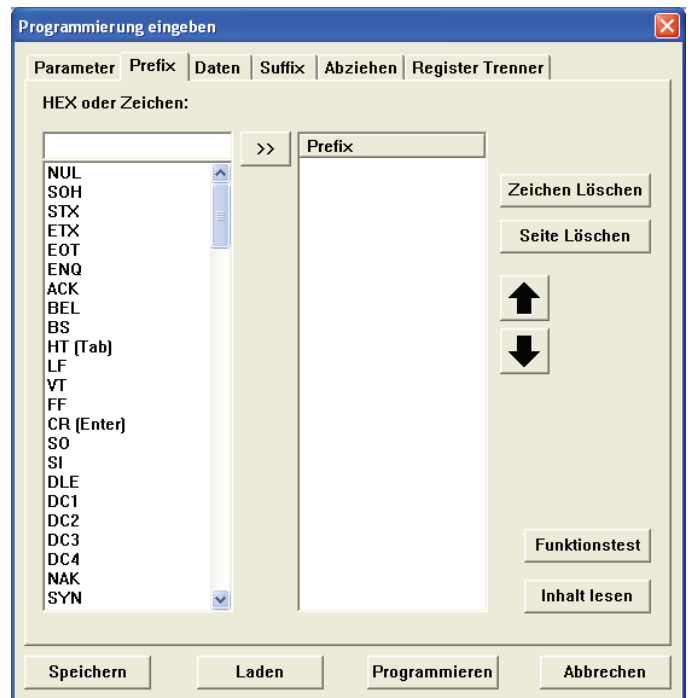 Programmierung eingeben
Parameter Prefix Daten Suffix Abziehen Register Trenner
HEX oder Zeichen:
>> Prefix
NUL
SOH
STX
ETX
EOT
ENQ
ACK
BEL
BS
HT (Tab)
LF
VT
FF
CR (Enter)
SO
SI
DLE
DC1
DC2
DC3
DC4
NAK
SYN
Zeichen Löschen
Seite Löschen
Funktionstest
Inhalt lesen
Speichern Laden Programmieren Abbrechen